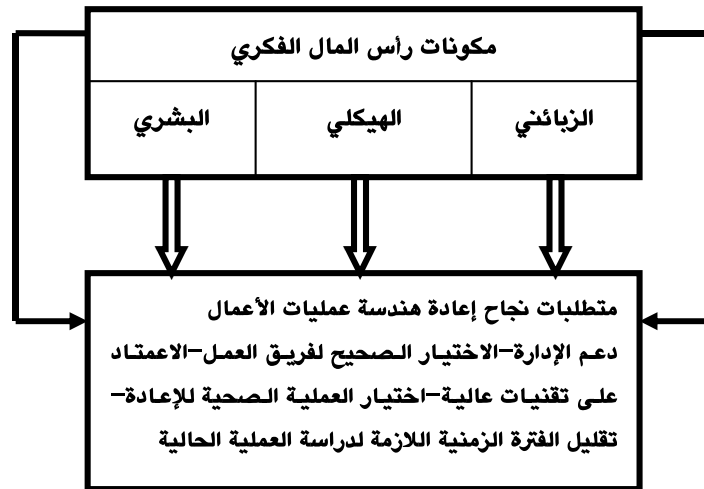 مكونات رأس المال الفكري
الزبائني الهيكلي البشري
متطلبات نجاح إعادة هندسة عمليات الأعمال
دعم الإدارة–الاختيار الصحيح لفريق العمل–الاعمتاد
على تقنيات عالية–اختيار العملية الصحية للإعادة–
تقليل الفترة الزمنية اللازمة لدراسة العملية الحالية